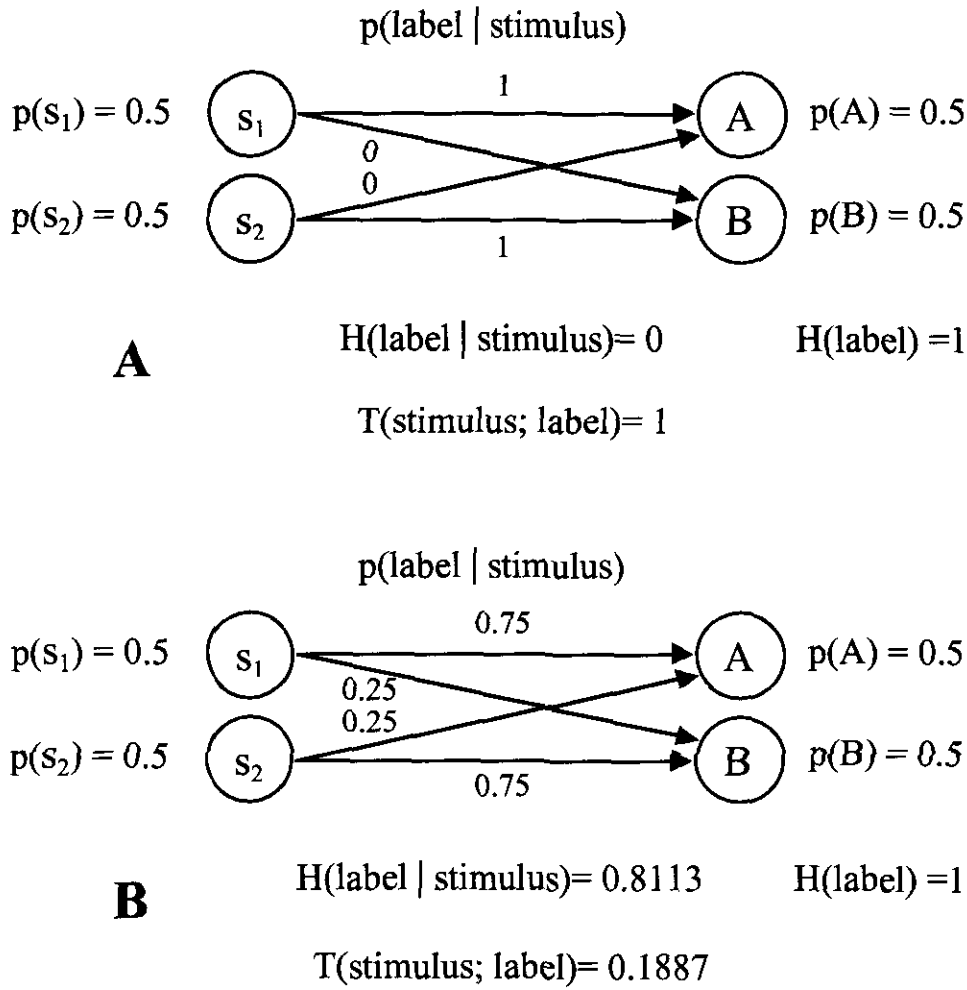 p(label | stimulus)
p(s₁) = 0.5 s₁ 1 A p(A) = 0.5
0
0
p(s₂) = 0.5 s₂ 1 B p(B) = 0.5
A H(label | stimulus)= 0 H(label) =1
T(stimulus; label)= 1
p(label | stimulus)
p(s₁) = 0.5 s₁ 0.75 A p(A) = 0.5
0.25
0.25
p(s₂) = 0.5 s₂ 0.75 B p(B) = 0.5
B H(label | stimulus)= 0.8113 H(label) =1
T(stimulus; label)= 0.1887